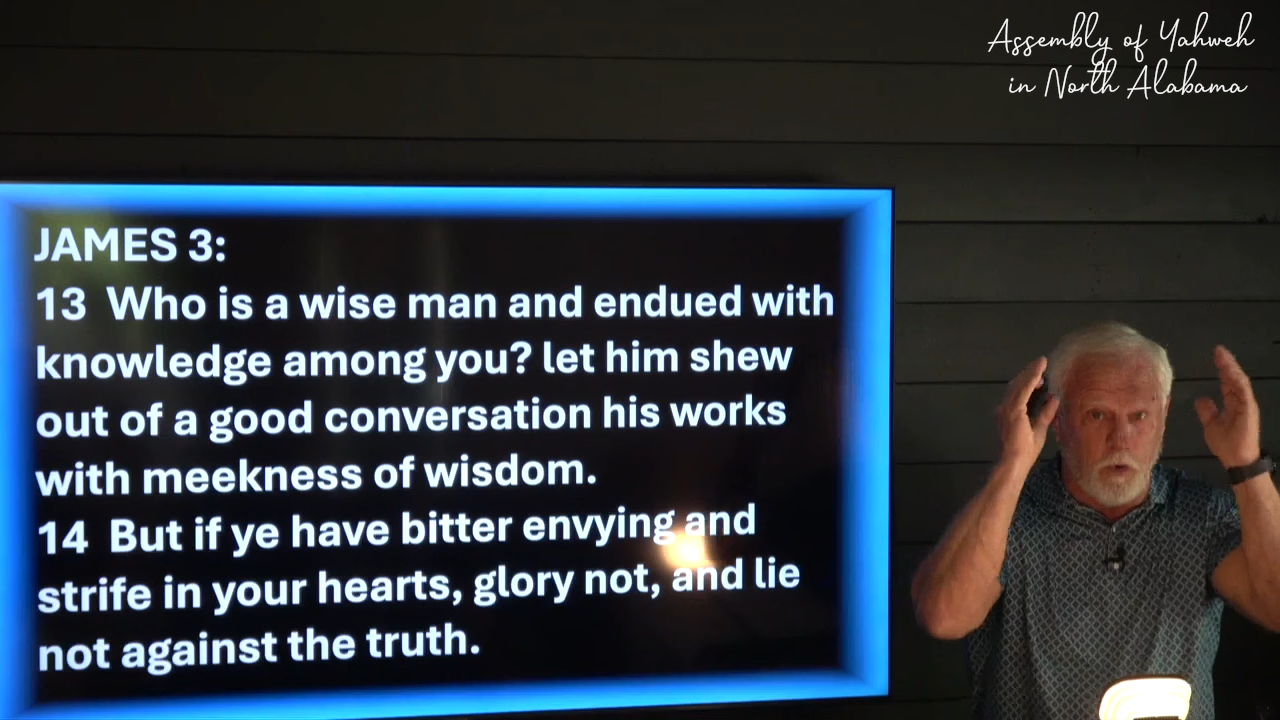 Assembly of Yahweh
in North Alabama
JAMES 3:
13 Who is a wise man and endued with
knowledge among you? let him shew
out of a good conversation his works
with meekness of wisdom.
14 But if ye have bitter envying and
strife in your hearts, glory not, and lie
not against the truth.